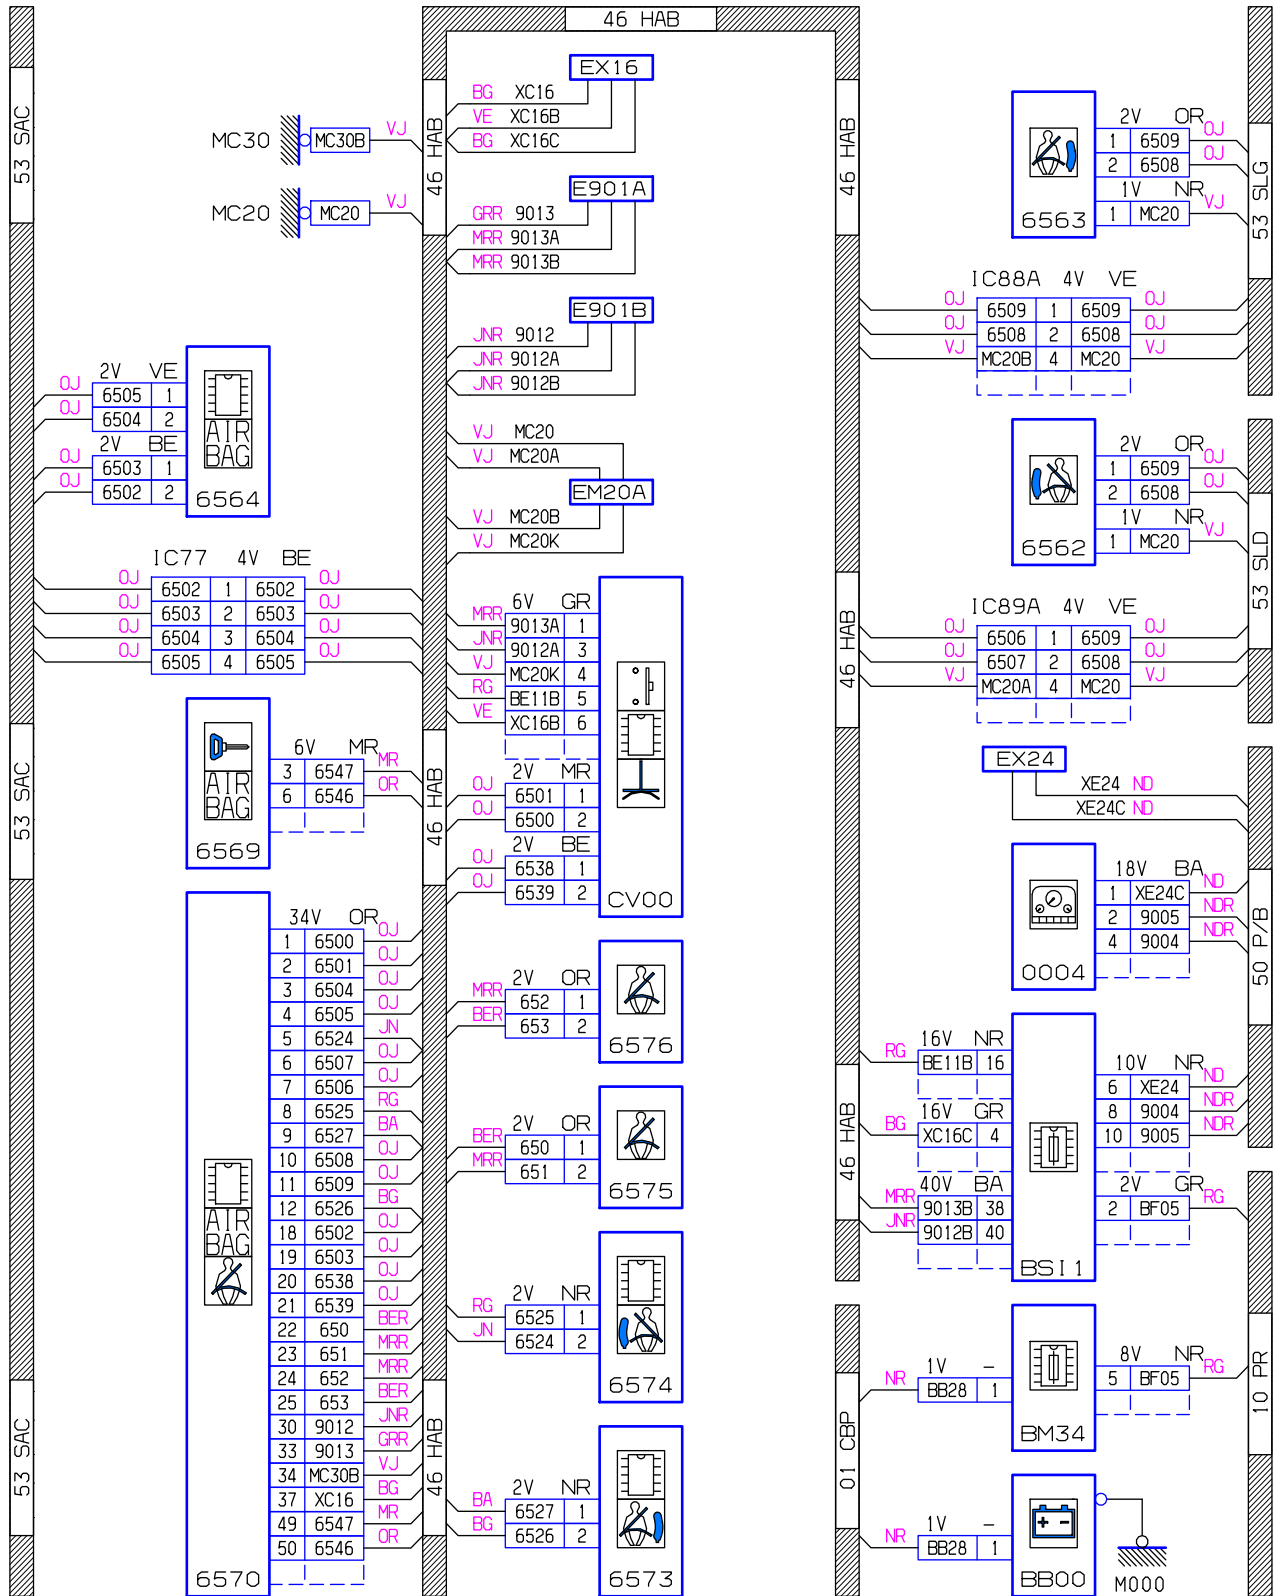 46 HAB
53 SAC
46 HAB
MC30
MC30B
VJ
MC20
MC20
VJ
EX16
BG XC16
VE XC16B
BG XC16C
E901A
GRR 9013
MRR 9013A
MRR 9013B
E901B
JNR 9012
JNR 9012A
JNR 9012B
VJ MC20
VJ MC20A
EM20A
VJ MC20B
VJ MC20K
2V VE
OJ 6505 1
OJ 6504 2
2V BE
OJ 6503 1
OJ 6502 2
AIR
BAG
6564
IC77 4V BE
OJ 6502 1 6502 OJ
OJ 6503 2 6503 OJ
OJ 6504 3 6504 OJ
OJ 6505 4 6505 OJ
53 SAC
AIR
BAG
6569
6V MR
3 6547 MR
6 6546 OR
46 HAB
6V GR
MRR 9013A 1
JNR 9012A 3
VJ MC20K 4
RG BE11B 5
VE XC16B 6
2V MR
OJ 6501 1
OJ 6500 2
2V BE
OJ 6538 1
OJ 6539 2
CV00
34V OR
1 6500 OJ
2 6501 OJ
3 6504 OJ
4 6505 OJ
5 6524 JN
6 6507 OJ
7 6506 OJ
8 6525 RG
9 6527 BA
10 6508 OJ
11 6509 OJ
12 6526 BG
18 6502 OJ
19 6503 OJ
20 6538 OJ
21 6539 OJ
22 650 BER
23 651 MRR
24 652 MRR
25 653 BER
30 9012 JNR
33 9013 GRR
34 MC30B VJ
37 XC16 BG
49 6547 MR
50 6546 OR
AIR
BAG
6570
53 SAC
46 HAB
2V OR
MRR 652 1
BER 653 2
6576
2V OR
BER 650 1
MRR 651 2
6575
2V NR
RG 6525 1
JN 6524 2
6574
2V NR
BA 6527 1
BG 6526 2
6573
46 HAB
6563
2V OR
1 6509 OJ
2 6508 OJ
1V NR
1 MC20 VJ
53 SLG
IC88A 4V VE
OJ 6509 1 6509 OJ
OJ 6508 2 6508 OJ
VJ MC20B 4 MC20 VJ
6562
2V OR
1 6509 OJ
2 6508 OJ
1V NR
1 MC20 VJ
53 SLD
46 HAB
IC89A 4V VE
OJ 6506 1 6509 OJ
OJ 6507 2 6508 OJ
VJ MC20A 4 MC20 VJ
EX24
XE24 ND
XE24C ND
0004
18V BA
1 XE24C ND
2 9005 NDR
4 9004 NDR
50 P/B
46 HAB
16V NR
RG BE11B 16
16V GR
BG XC16C 4
40V BA
MRR 9013B 38
JNR 9012B 40
BSI1
10V NR
6 XE24 ND
8 9004 NDR
10 9005 NDR
2V GR
2 BF05 RG
10 PR
01 CBP
1V -
NR BB28 1
BM34
8V NR
5 BF05 RG
1V -
NR BB28 1
+ -
BB00
M000